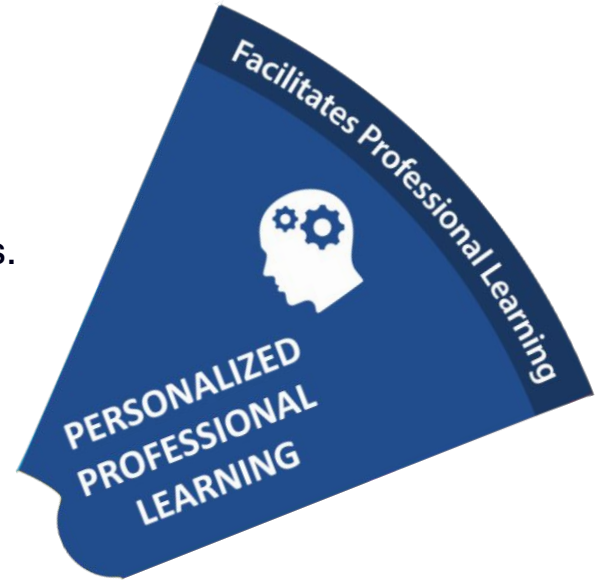 Facilitates Professional Learning
s.
PERSONALIZED
PROFESSIONAL
LEARNING